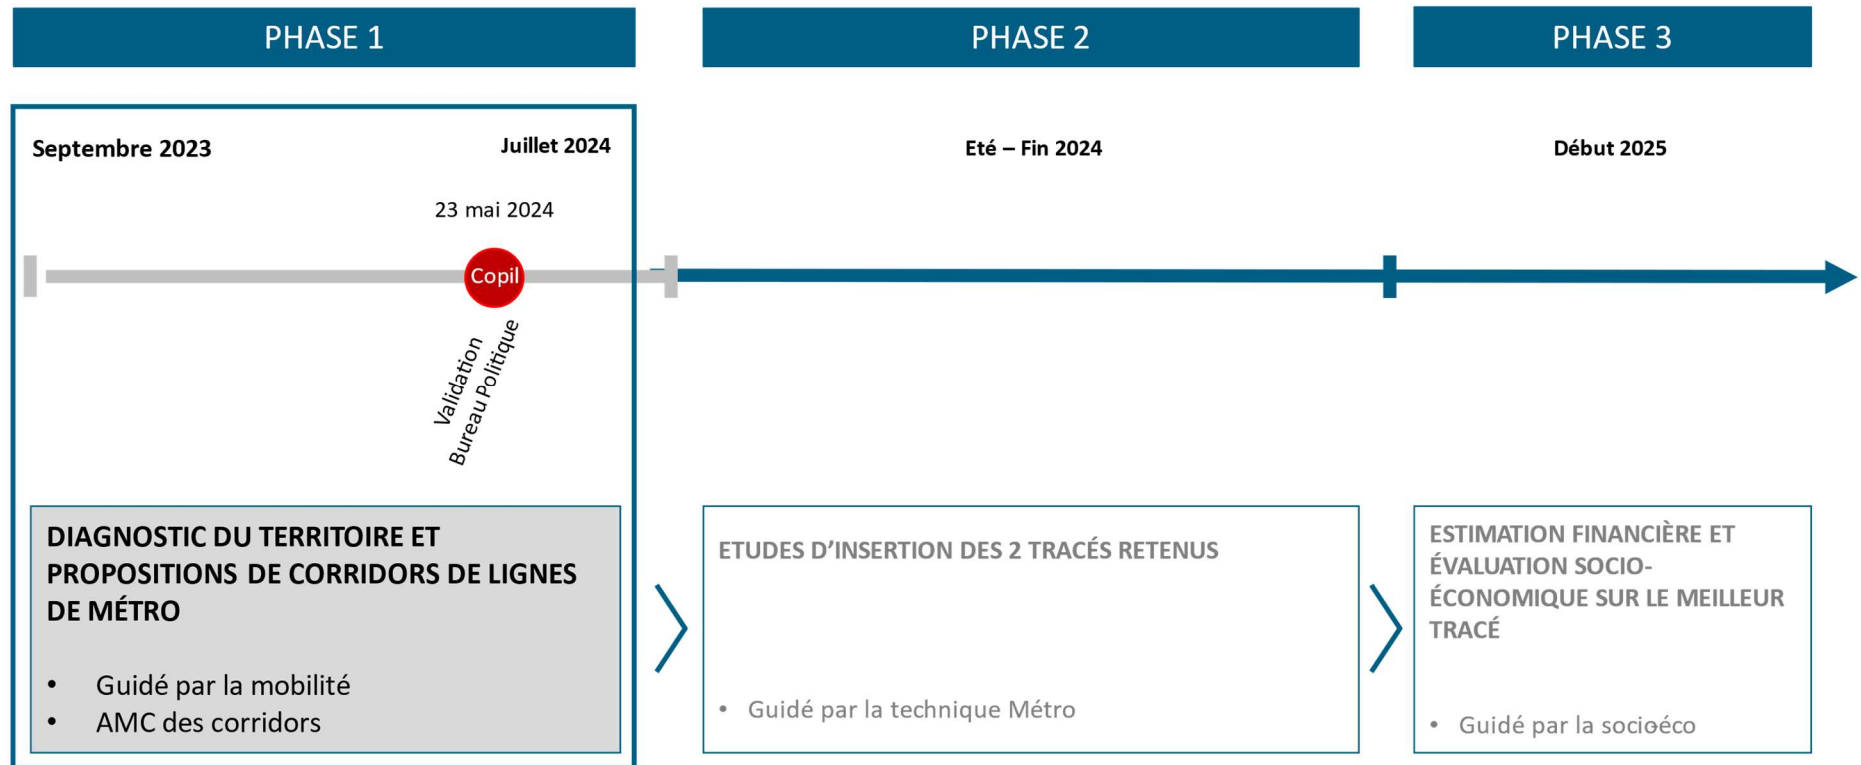 PHASE 1
PHASE 2
PHASE 3
Septembre 2023
Juillet 2024
Eté – Fin 2024
Début 2025
23 mai 2024
Copil
Validation
Bureau Politique
DIAGNOSTIC DU TERRITOIRE ET
PROPOSITIONS DE CORRIDORS DE LIGNES
DE MÉTRO
• Guidé par la mobilité
• AMC des corridors
ETUDES D’INSERTION DES 2 TRACÉS RETENUS
• Guidé par la technique Métro
ESTIMATION FINANCIÈRE ET
ÉVALUATION SOCIO-
ÉCONOMIQUE SUR LE MEILLEUR
TRACÉ
• Guidé par la socio-éco